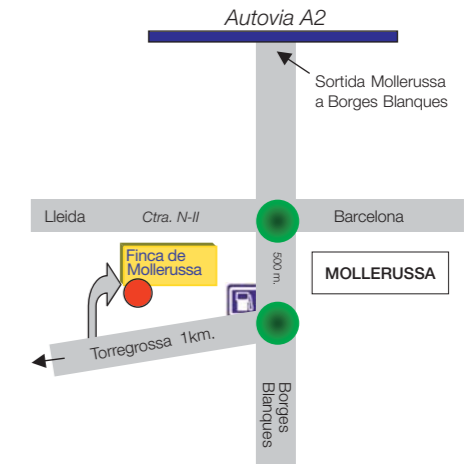 Autovia A2
Sortida Mollerussa
a Borges Blanques
Lleida
Ctra. N-II
Barcelona
Finca de
Mollerussa
500 m.
MOLLERUSSA
Torregrossa 1km.
Borges
Blanques